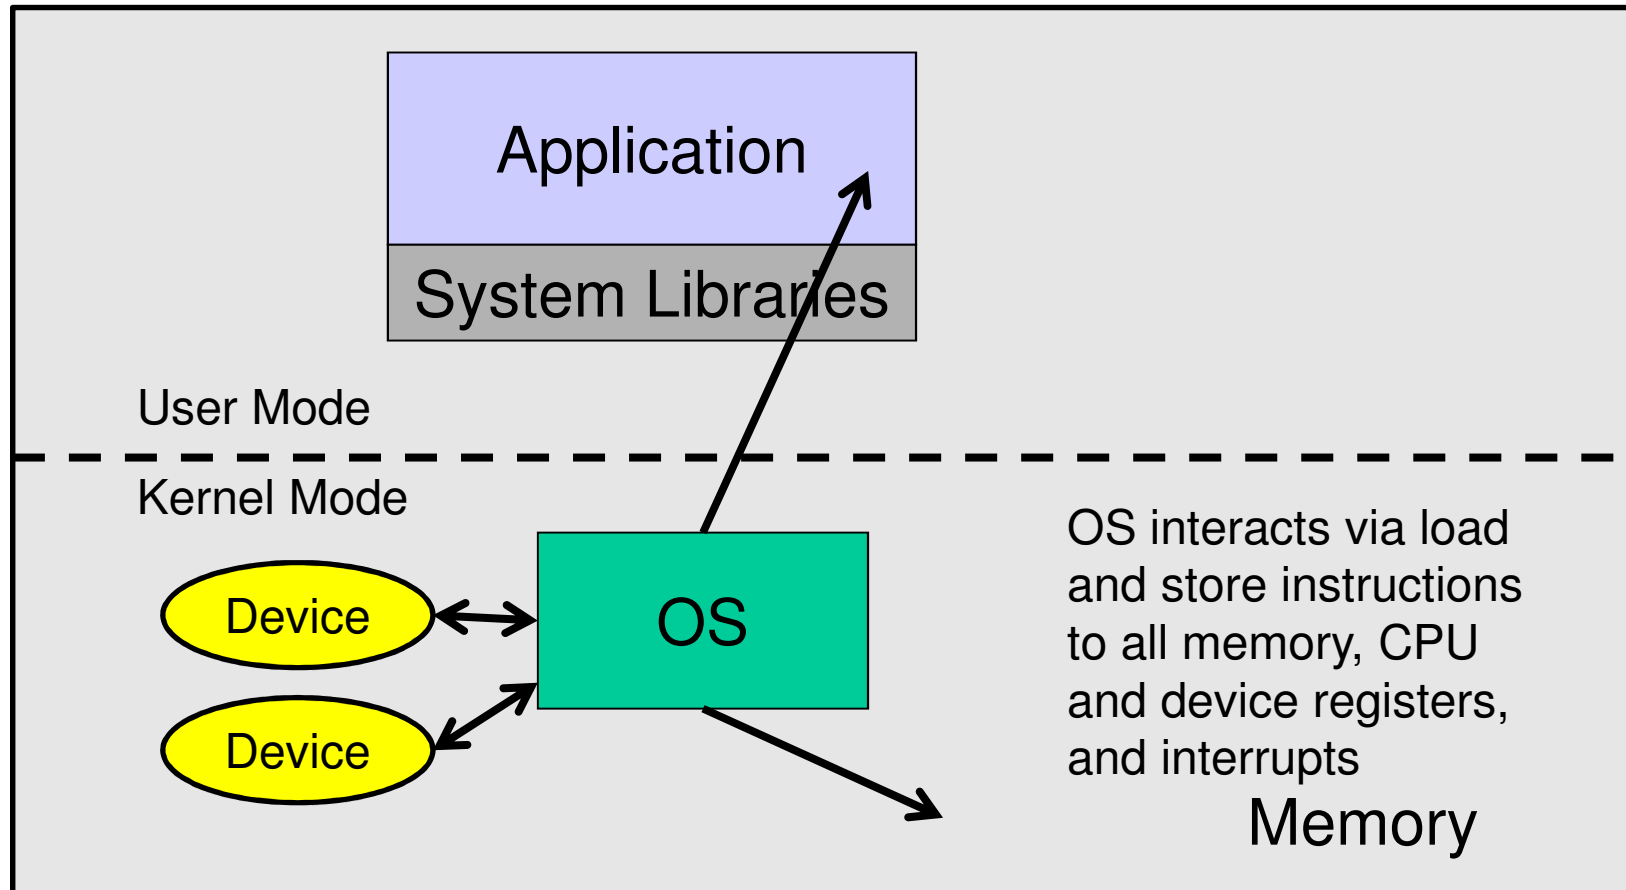 Application
System Libraries
User Mode
Kernel Mode
Device
Device
OS
OS interacts via load
and store instructions
to all memory, CPU
and device registers,
and interrupts
Memory